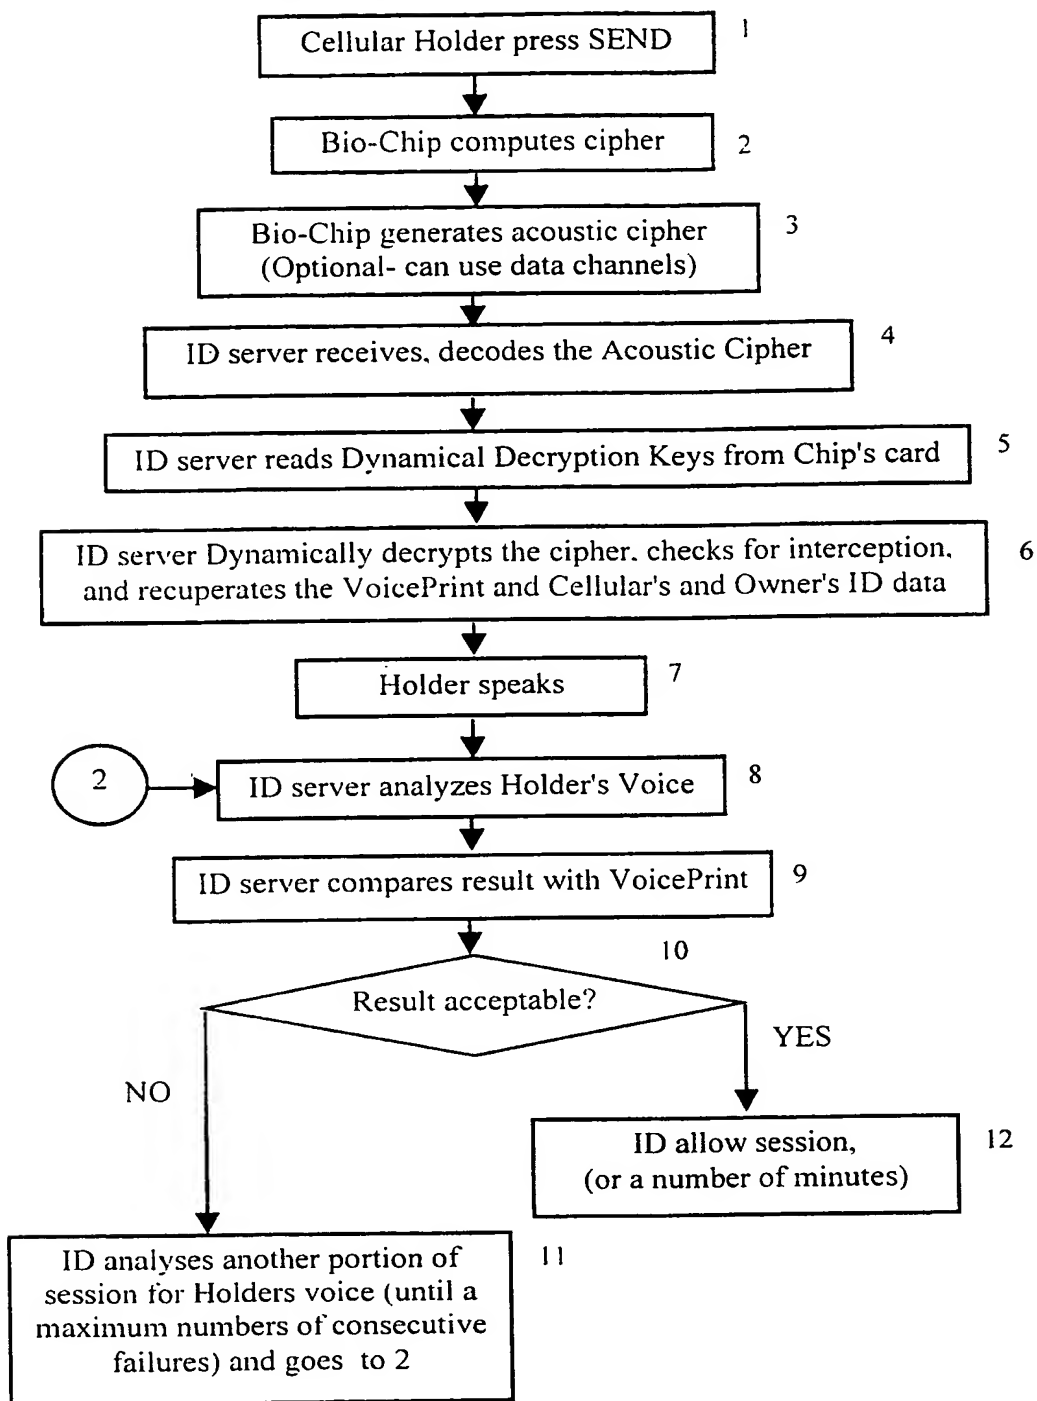 Cellular Holder press SEND
1
Bio-Chip computes cipher
2
Bio-Chip generates acoustic cipher
(Optional- can use data channels)
3
ID server receives, decodes the Acoustic Cipher
4
ID server reads Dynamical Decryption Keys from Chip's card
5
ID server Dynamically decrypts the cipher, checks for interception,
and recuperates the VoicePrint and Cellular's and Owner's ID data
6
Holder speaks
7
2
ID server analyzes Holder's Voice
8
ID server compares result with VoicePrint
9
10
Result acceptable?
YES
NO
ID allow session,
(or a number of minutes)
12
ID analyses another portion of
session for Holders voice (until a
maximum numbers of consecutive
failures) and goes to 2
11